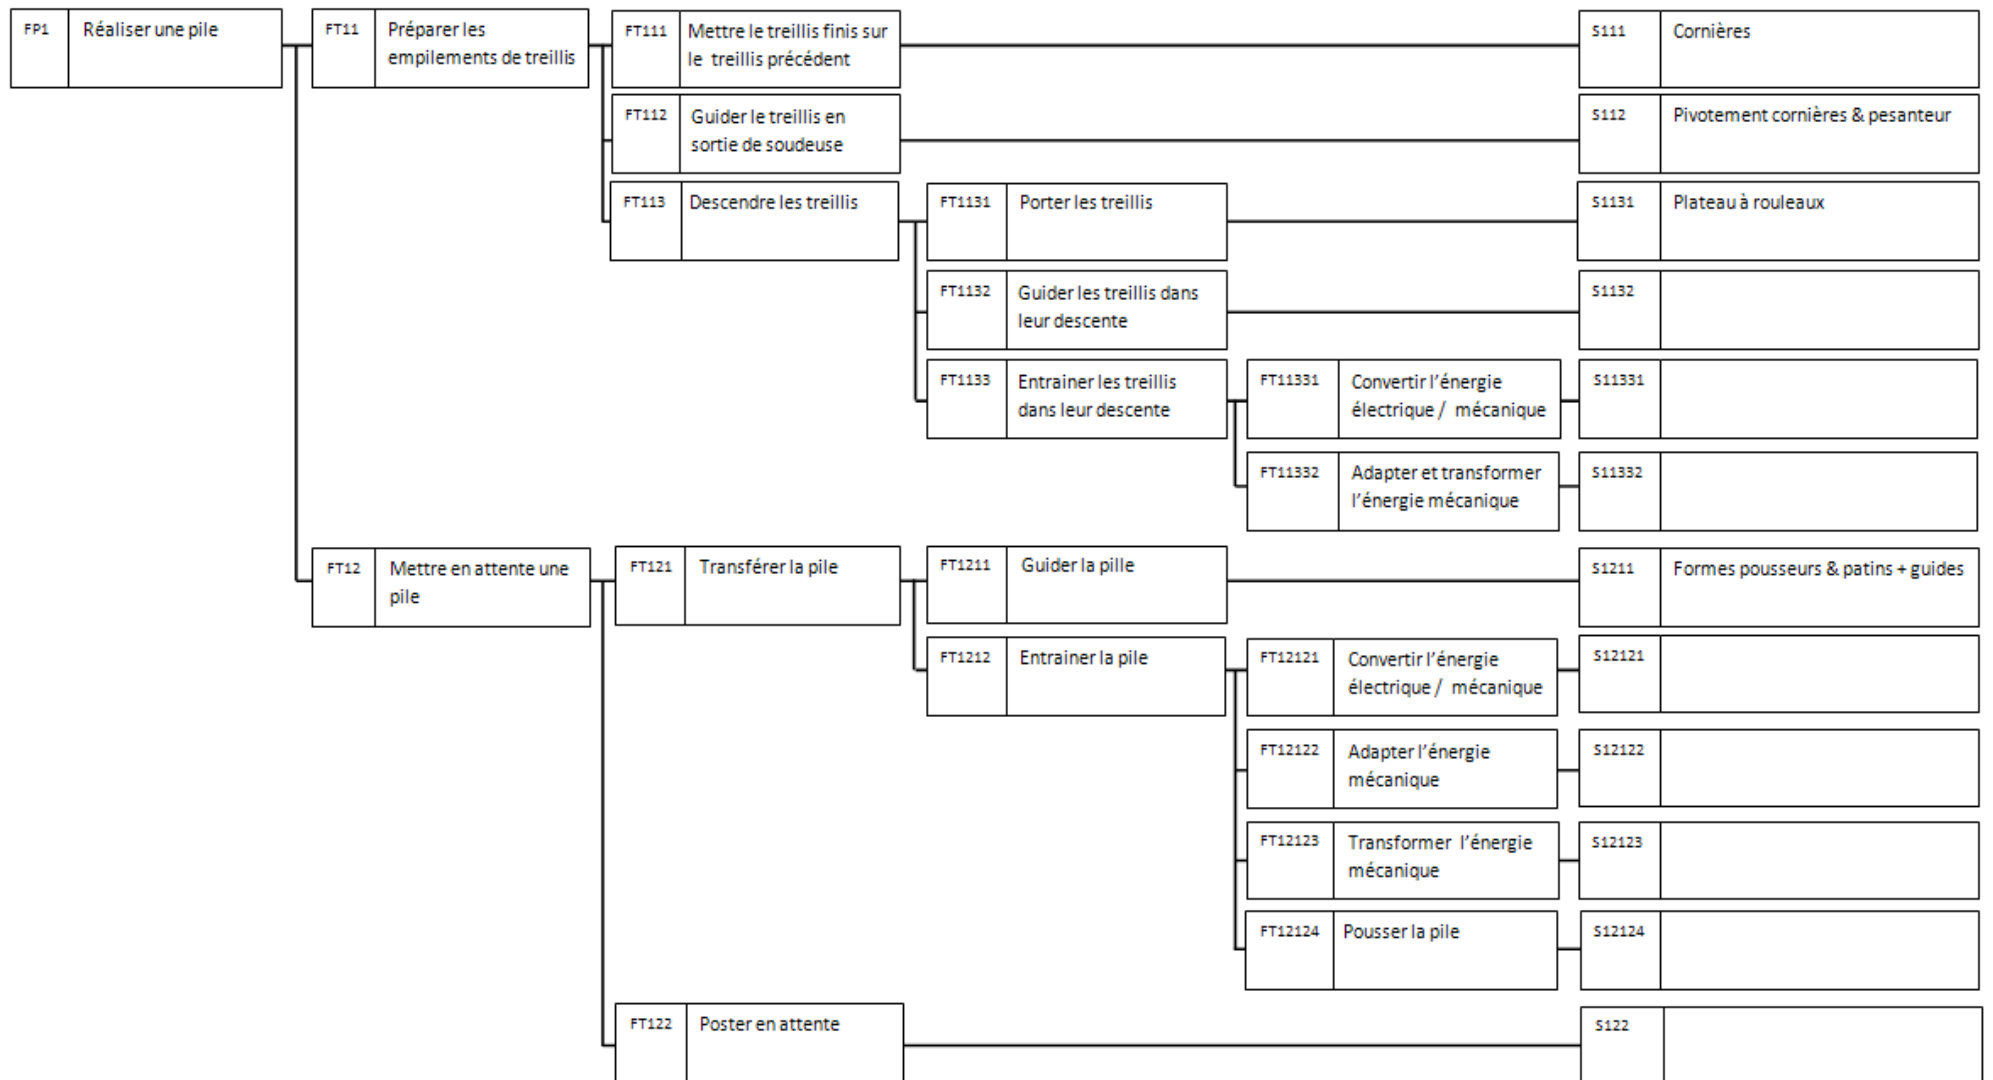 FP1 Réaliser une pile
FT11 Préparer les
empilements de treillis
FT111 Mettre le treillis finis sur
le treillis précédent
S111 Cornières
FT112 Guider le treillis en
sortie de soudeuse
S112 Pivotement cornières & pesanteur
FT113 Descendre les treillis
FT1131 Porter les treillis
S1131 Plateau à rouleaux
FT1132 Guider les treillis dans
leur descente
S1132
FT1133 Entrainer les treillis
dans leur descente
FT11331 Convertir l'énergie
électrique / mécanique
S11331
FT11332 Adapter et transformer
l'énergie mécanique
S11332
FT12 Mettre en attente une
pile
FT121 Transférer la pile
FT1211 Guider la pille
S1211 Formes pousseurs & patins + guides
FT1212 Entrainer la pile
FT12121 Convertir l'énergie
électrique / mécanique
S12121
FT12122 Adapter l'énergie
mécanique
S12122
FT12123 Transformer l'énergie
mécanique
S12123
FT12124 Pousser la pile
S12124
FT122 Poster en attente
S122